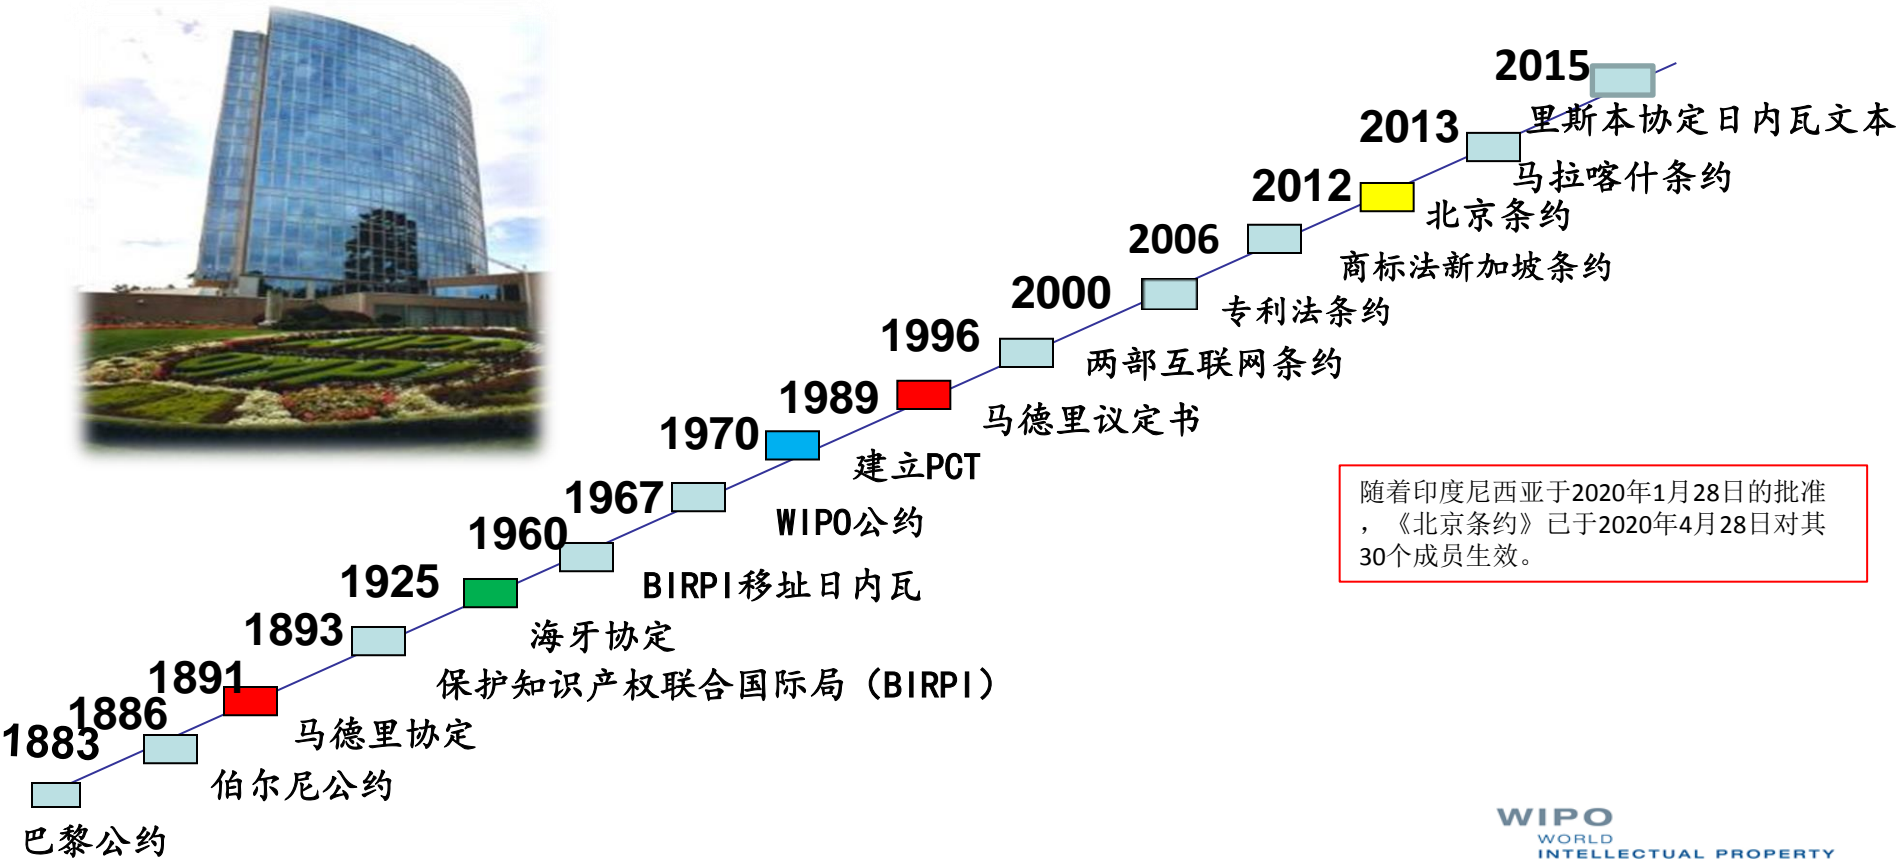 2015
里斯本协定日内瓦文本
2013
马拉喀什条约
2012
北京条约
2006
商标法新加坡条约
2000
专利法条约
1996
两部互联网条约
1989
马德里议定书
1970
建立PCT
1967
WIPO公约
1960
BIRPI移址日内瓦
1925
海牙协定
1893
保护知识产权联合国际局（BIRPI）
1891
马德里协定
1886
伯尔尼公约
1883
巴黎公约
随着印度尼西亚于2020年1月28日的批准
，《北京条约》已于2020年4月28日对其
30个成员生效。
WIPO
WORLD
INTELLECTUAL PROPERTY